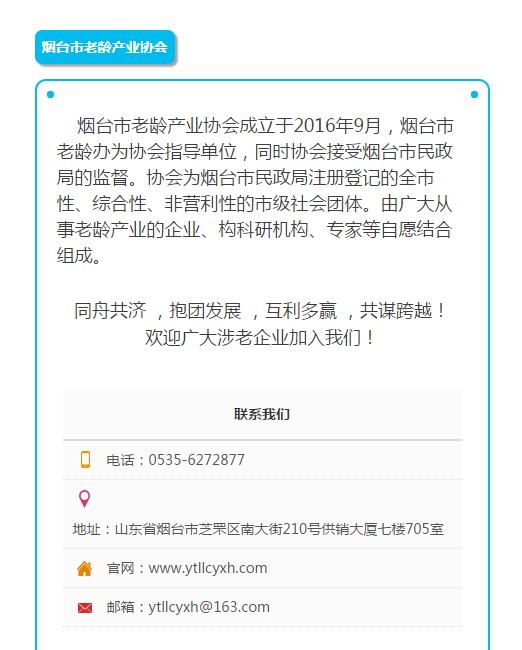 烟台市老龄产业协会
烟台市老龄产业协会成立于2016年9月，烟台市
老龄办为协会指导单位，同时协会接受烟台市民政
局的监督。协会为烟台市民政局注册登记的全市
性、综合性、非营利性的市级社会团体。由广大从
事老龄产业的企业、构科研机构、专家等自愿结合
组成。
同舟共济 ，抱团发展 ，互利多赢 ，共谋跨越！
欢迎广大涉老企业加入我们！
联系我们
电话：0535-6272877
地址：山东省烟台市芝罘区南大街210号供销大厦七楼705室
官网：www.ytllcyxh.com
邮箱：ytllcyxh@163.com